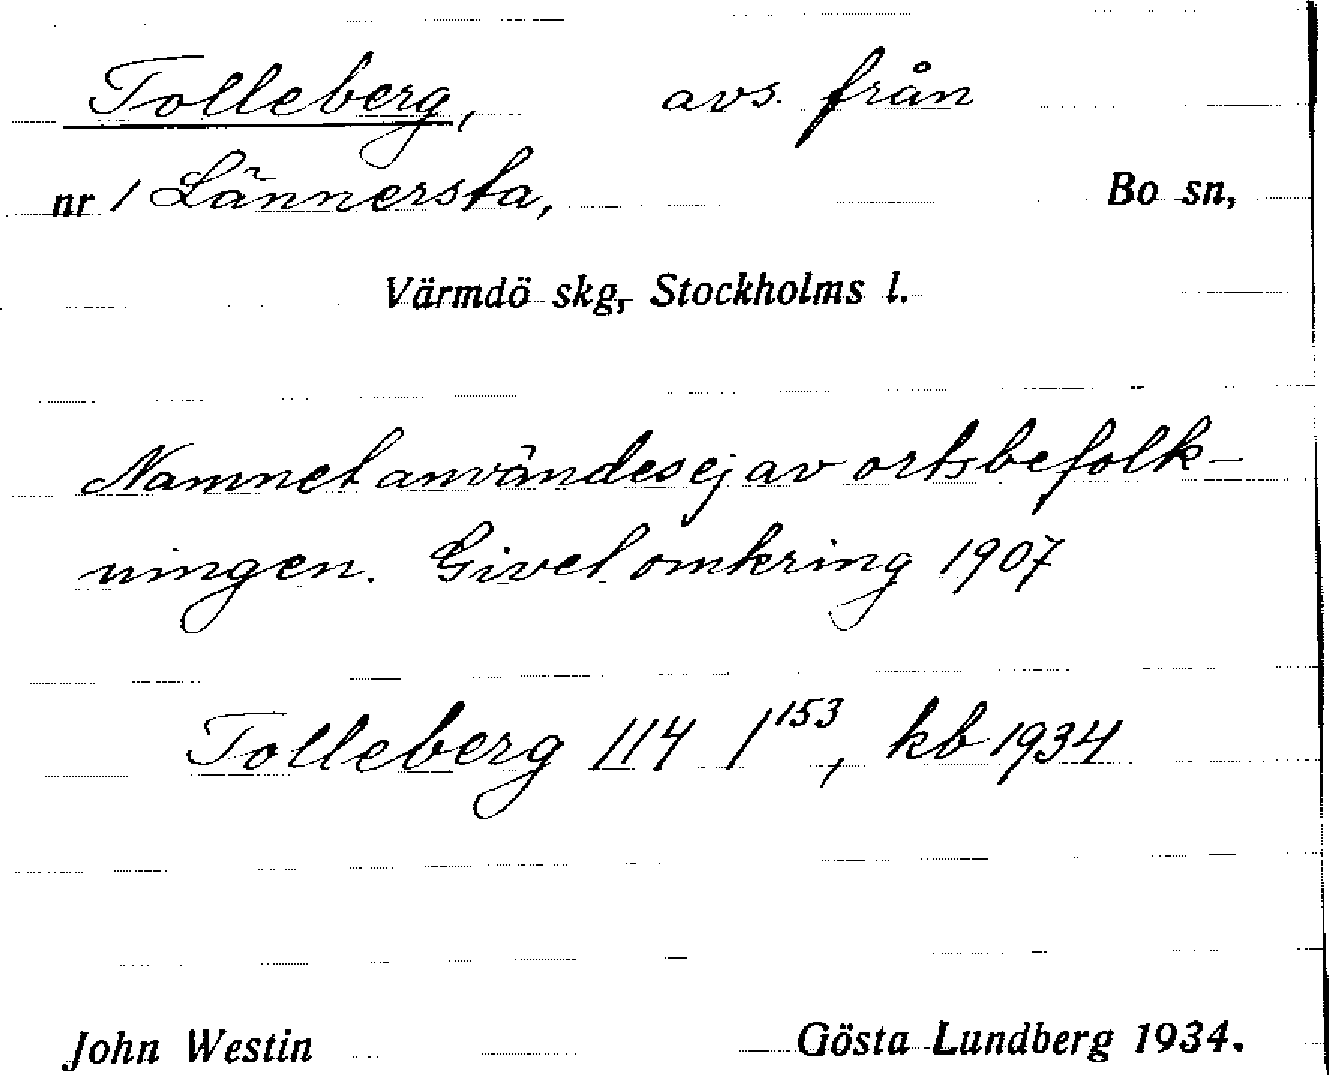 Tolleberg, avs. från
nr 1 Lännersta, Bo sn,
Värmdö skg, Stockholms l.
Namnet användes ej av ortsbefolk-
ningen. Givet omkring 1907
Tolleberg 114 1¹⁵³, kb 1934
John Westin Gösta Lundberg 1934.